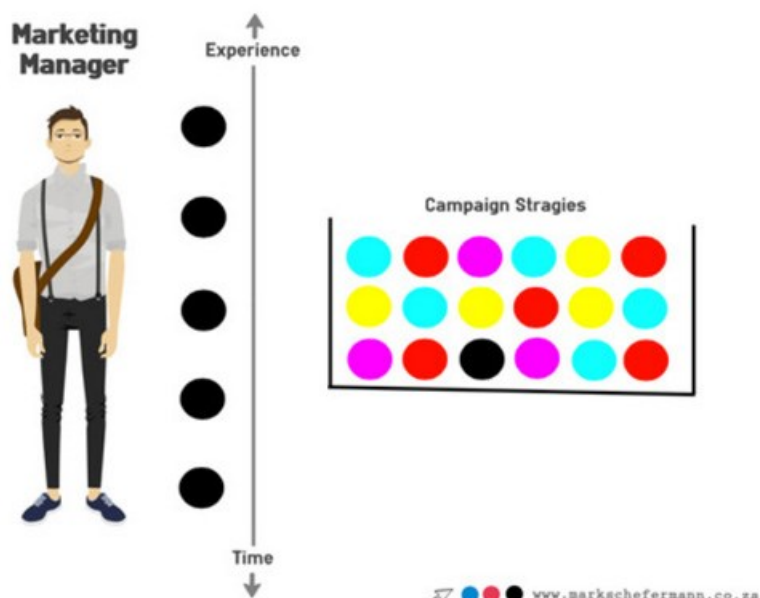 Marketing
Manager
Experience
Campaign Stragies
Time
www.markschefermann.co.za